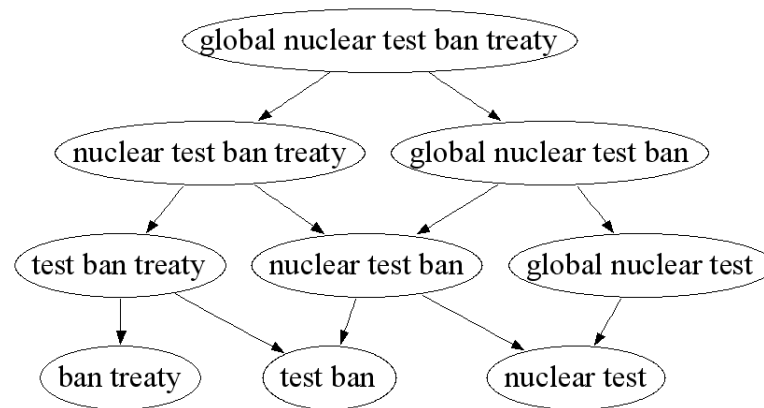 global nuclear test ban treaty
nuclear test ban treaty
global nuclear test ban
test ban treaty
nuclear test ban
global nuclear test
ban treaty
test ban
nuclear test